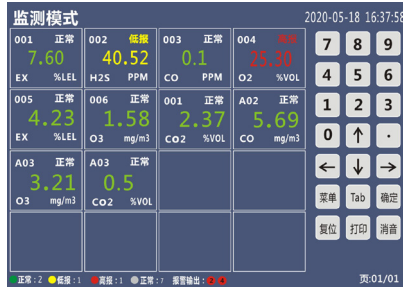 监测模式 2020-05-18 16:37:58
001 正常 002 低报 003 正常 004 高报
7.60 40.52 0.1 25.30
EX %LEL H2S PPM CO PPM O2 %VOL
005 正常 006 正常 001 正常 A02 正常
4.23 1.58 2.37 5.69
EX %LEL O3 mg/m3 CO2 %VOL CO mg/m3
A03 正常 A03 正常
3.21 0.5
O3 mg/m3 CO2 %VOL
7 8 9
4 5 6
1 2 3
0 ↑ ·
← ↓ →
菜单 Tab 确定
复位 打印 消音
正常:2 低报:1 高报:1 正常:7 报警输出: 2 4 页:01/01